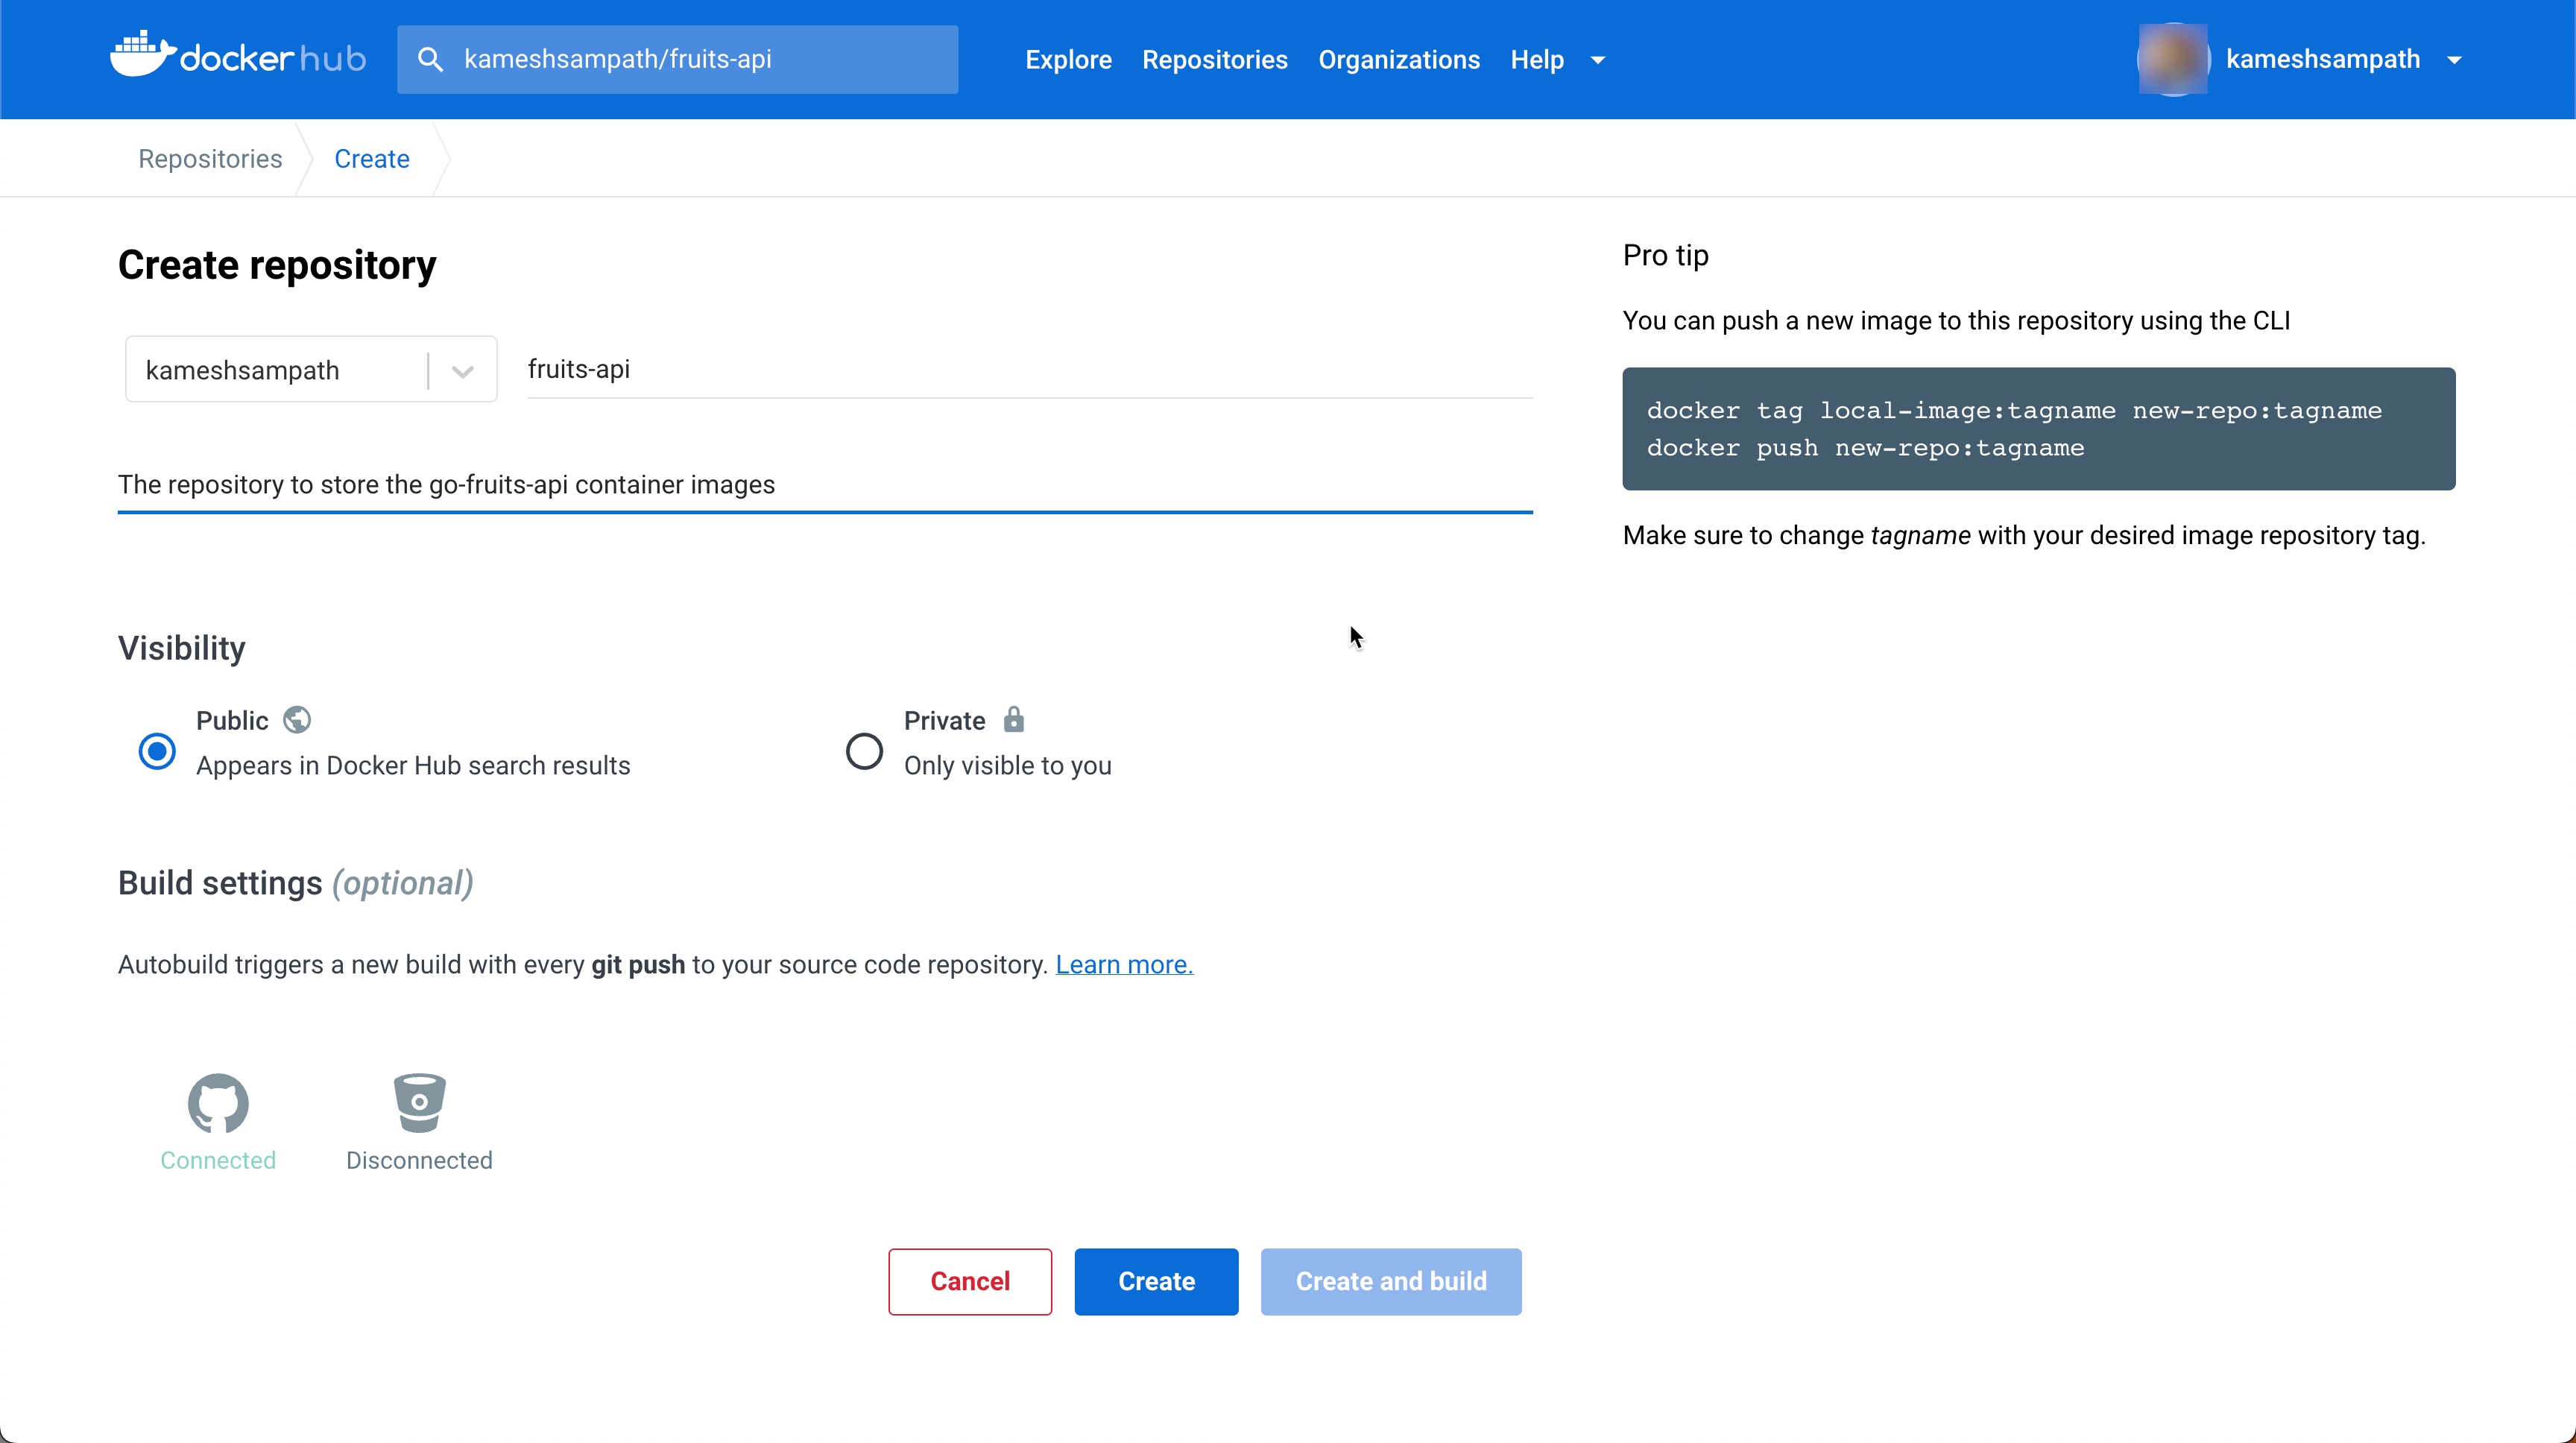 dockerhub
kameshsampath/fruits-api
Explore Repositories Organizations Help
kameshsampath
Repositories Create
Create repository
kameshsampath
fruits-api
The repository to store the go-fruits-api container images
Visibility
Public
Appears in Docker Hub search results
Private
Only visible to you
Build settings (optional)
Autobuild triggers a new build with every git push to your source code repository. Learn more.
Connected
Disconnected
Cancel
Create
Create and build
Pro tip
You can push a new image to this repository using the CLI
docker tag local-image:tagname new-repo:tagname
docker push new-repo:tagname
Make sure to change tagname with your desired image repository tag.